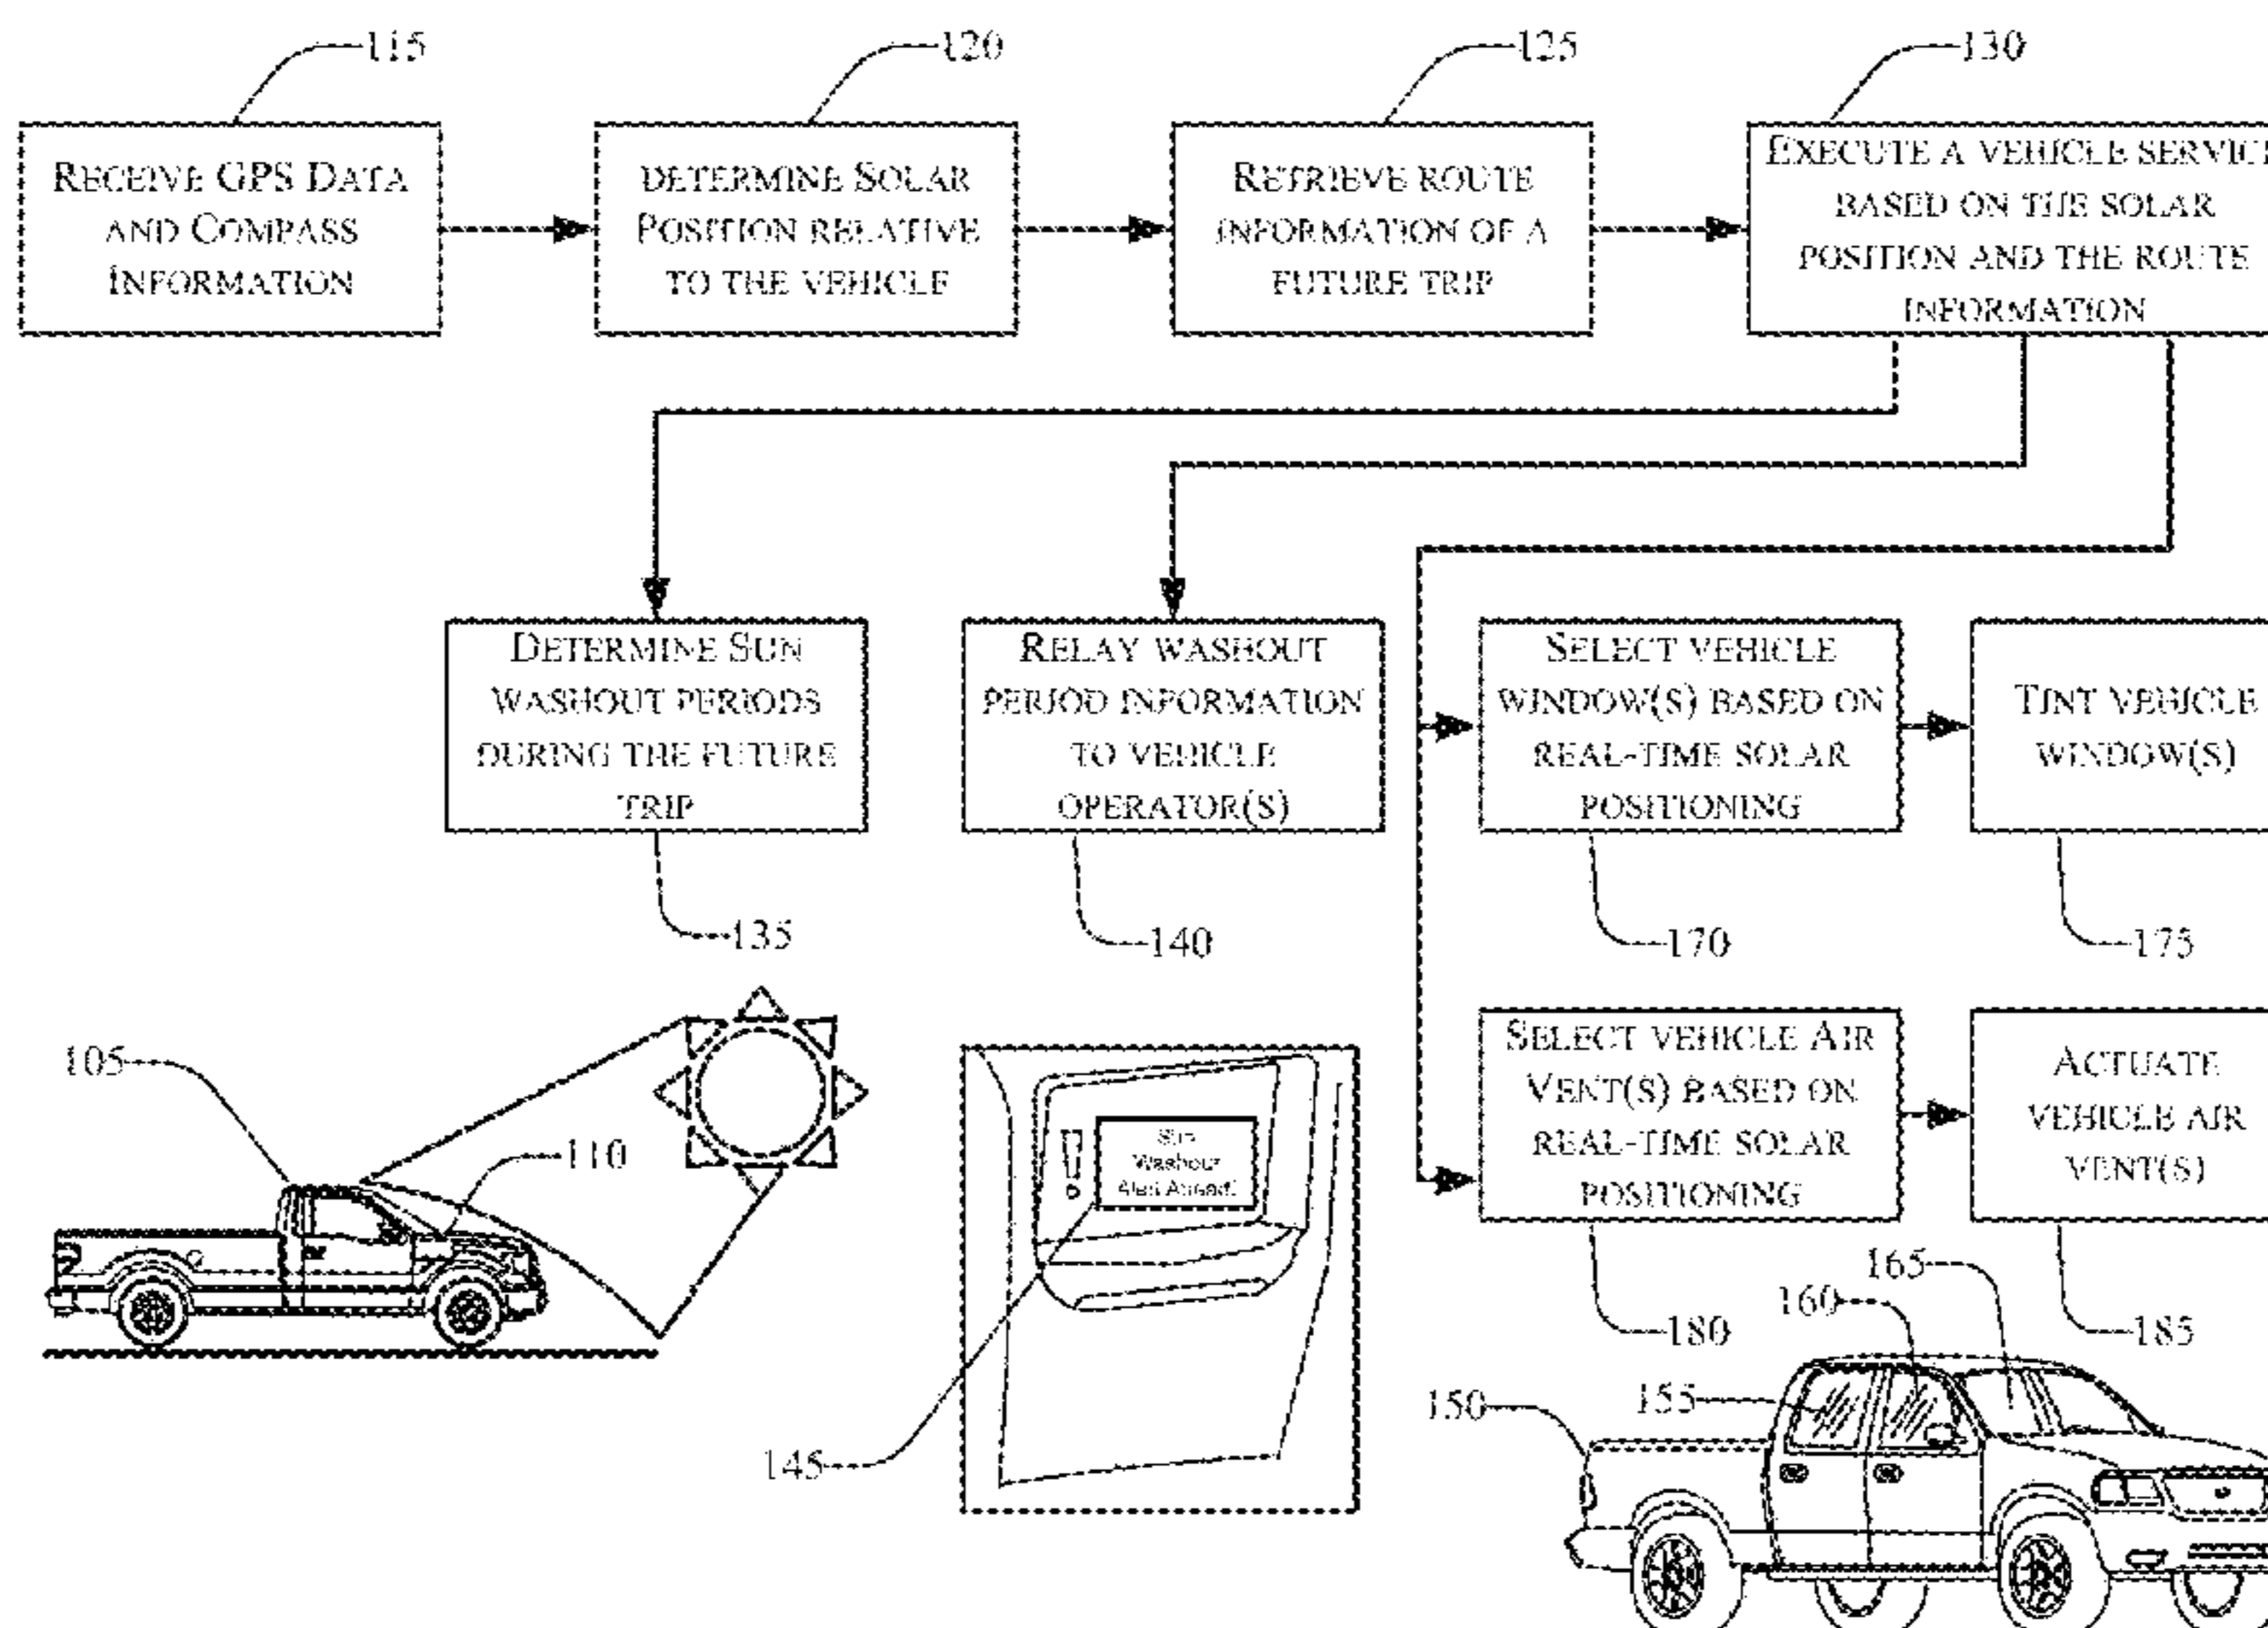 115
120
125
130
RECEIVE GPS DATA
AND COMPASS
INFORMATION
DETERMINE SOLAR
POSITION RELATIVE
TO THE VEHICLE
RETRIEVE ROUTE
INFORMATION OF A
FUTURE TRIP
EXECUTE A VEHICLE SERVICE
BASED ON THE SOLAR
POSITION AND THE ROUTE
INFORMATION
DETERMINE SUN
WASHOUT PERIODS
DURING THE FUTURE
TRIP
RELAY WASHOUT
PERIOD INFORMATION
TO VEHICLE
OPERATOR(S)
SELECT VEHICLE
WINDOW(S) BASED ON
REAL-TIME SOLAR
POSITIONING
TINT VEHICLE
WINDOW(S)
135
140
170
175
SELECT VEHICLE AIR
VENT(S) BASED ON
REAL-TIME SOLAR
POSITIONING
ACTUATE
VEHICLE AIR
VENT(S)
105
110
!
Sun
Washout
Alert Ahead!
180
185
165
160
155
150
145